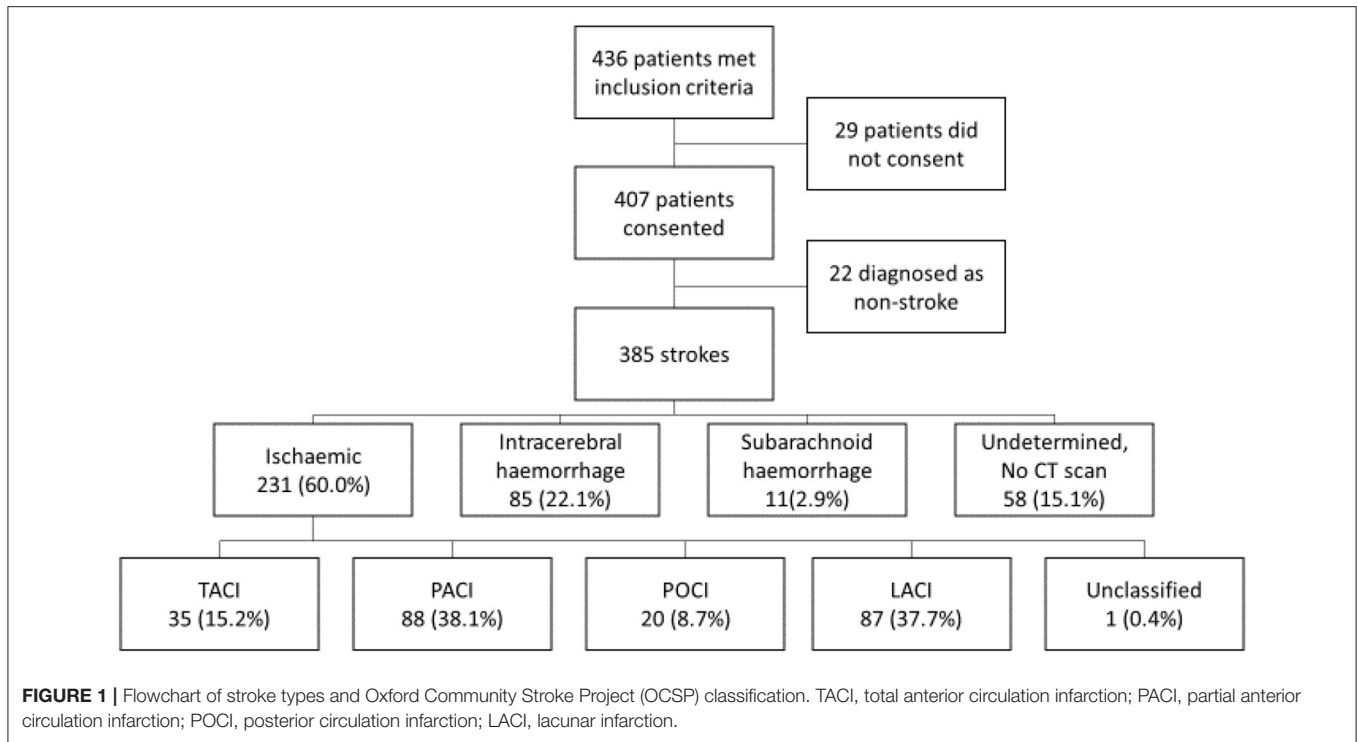 436 patients met
inclusion criteria
29 patients did
not consent
407 patients
consented
22 diagnosed as
non-stroke
385 strokes
Ischaemic
231 (60.0%)
Intracerebral
haemorrhage
85 (22.1%)
Subarachnoid
haemorrhage
11(2.9%)
Undetermined,
No CT scan
58 (15.1%)
TACI
35 (15.2%)
PACI
88 (38.1%)
POCI
20 (8.7%)
LACI
87 (37.7%)
Unclassified
1 (0.4%)
FIGURE 1 | Flowchart of stroke types and Oxford Community Stroke Project (OCSP) classification. TACI, total anterior circulation infarction; PACI, partial anterior
circulation infarction; POCI, posterior circulation infarction; LACI, lacunar infarction.